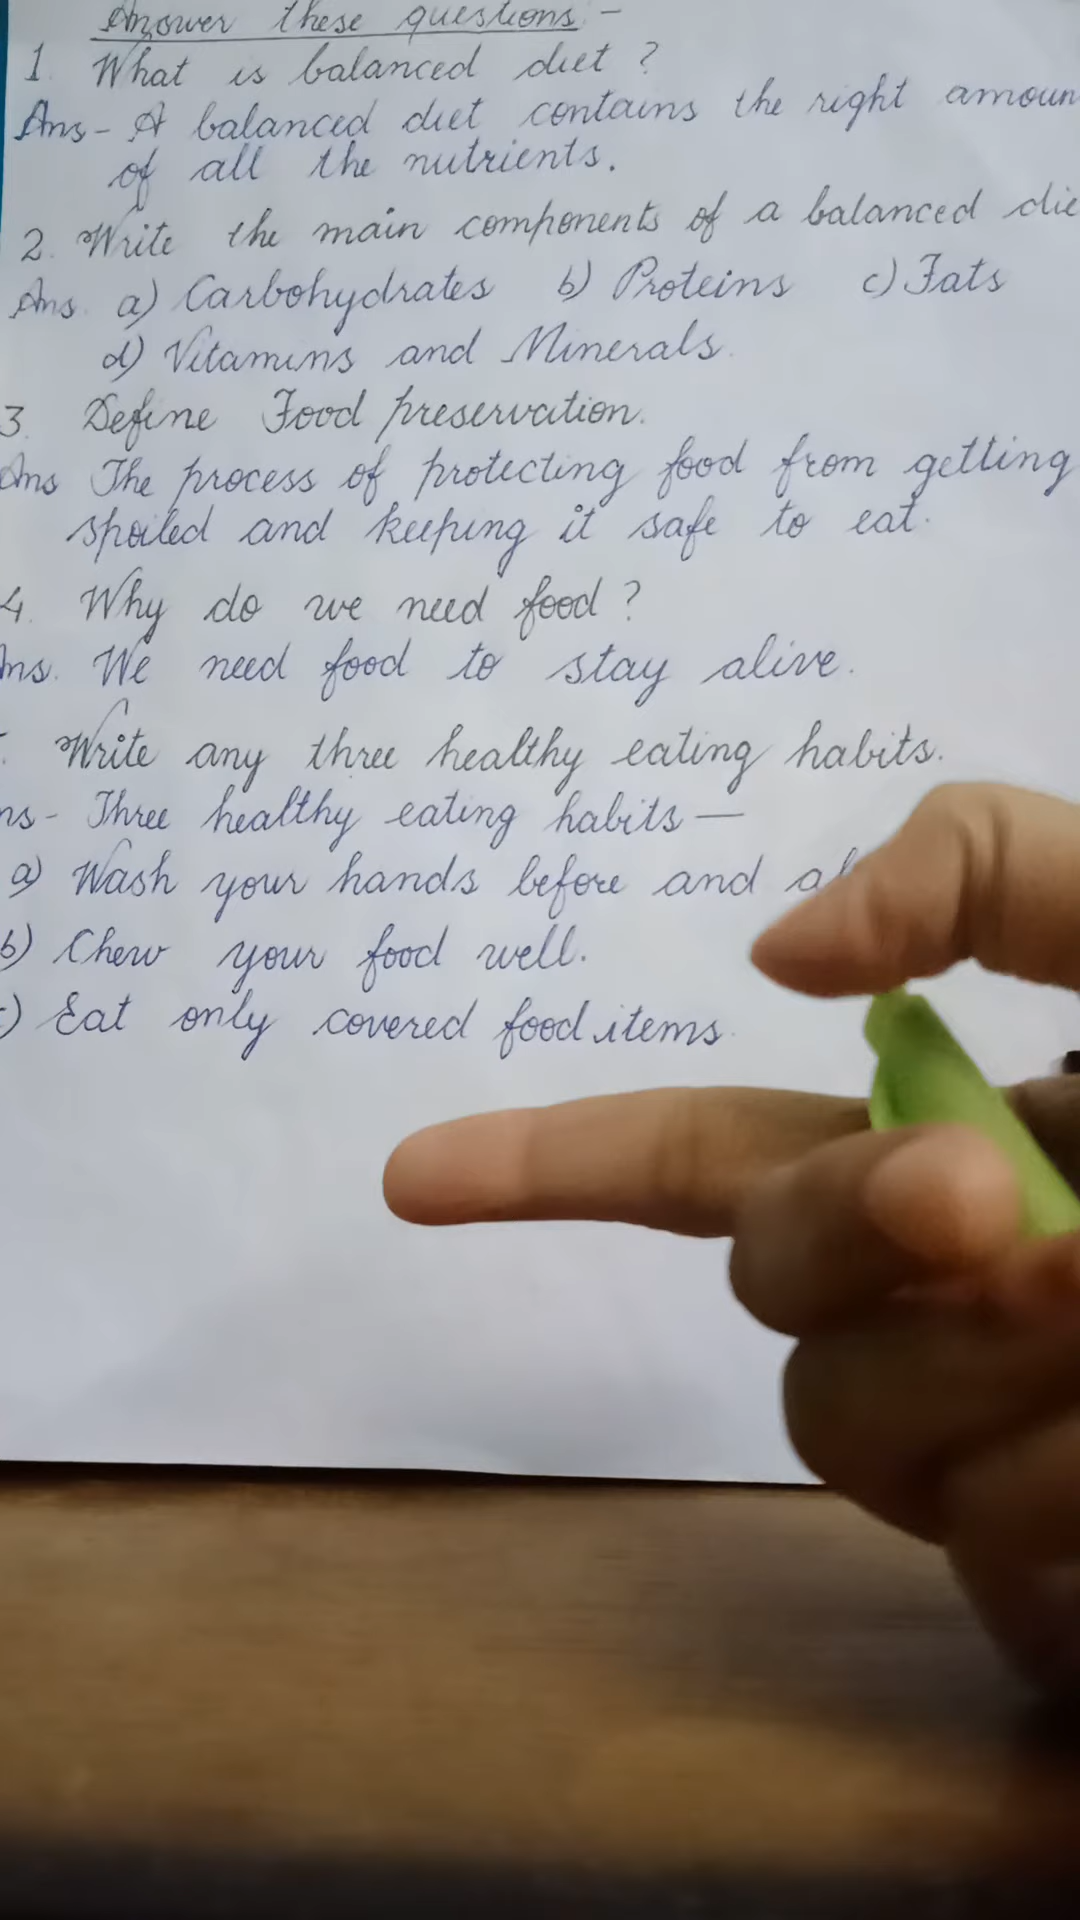 Answer these questions :-
1. What is balanced diet ?
Ans - A balanced diet contains the right amoun
of all the nutrients.
2. Write the main components of a balanced die
Ans. a) Carbohydrates b) Proteins c) Fats
d) Vitamins and Minerals.
3. Define Food preservation.
Ans The process of protecting food from getting
spoiled and keeping it safe to eat.
4. Why do we need food ?
Ans. We need food to stay alive.
Write any three healthy eating habits.
ns - Three healthy eating habits —
a) Wash your hands before and
b) Chew your food well.
) Eat only covered food items.